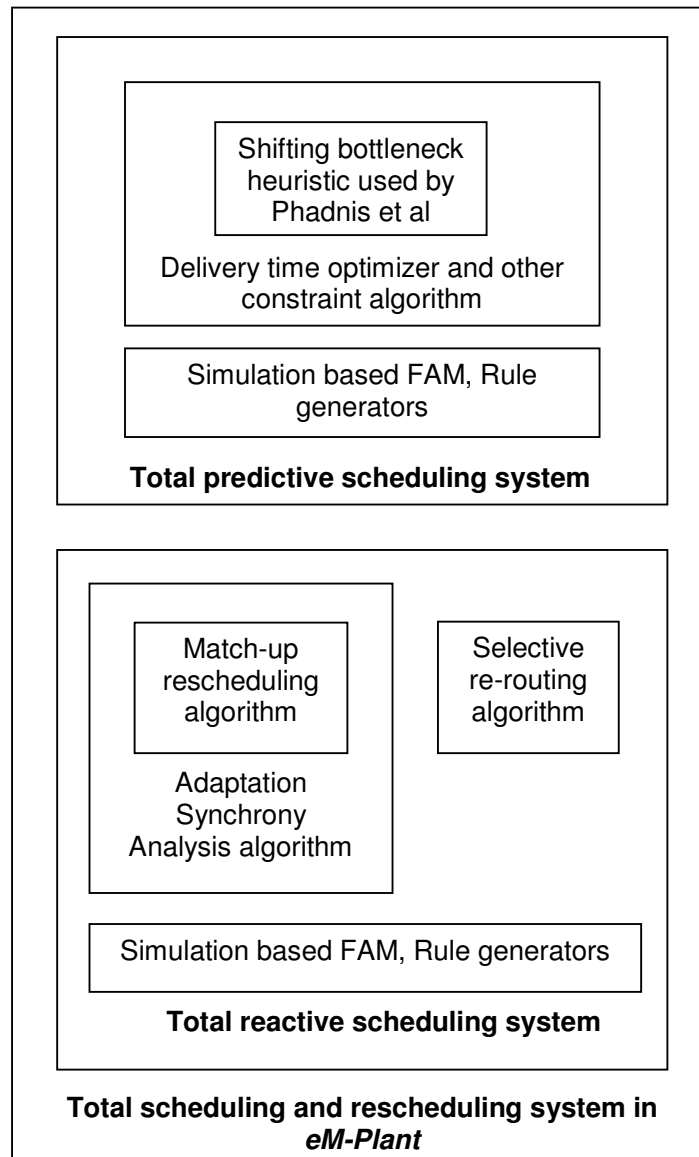 Shifting bottleneck
heuristic used by
Phadnis et al
Delivery time optimizer and other
constraint algorithm
Simulation based FAM, Rule
generators
Total predictive scheduling system
Match-up
rescheduling
algorithm
Selective
re-routing
algorithm
Adaptation
Synchrony
Analysis algorithm
Simulation based FAM, Rule generators
Total reactive scheduling system
Total scheduling and rescheduling system in
eM-Plant